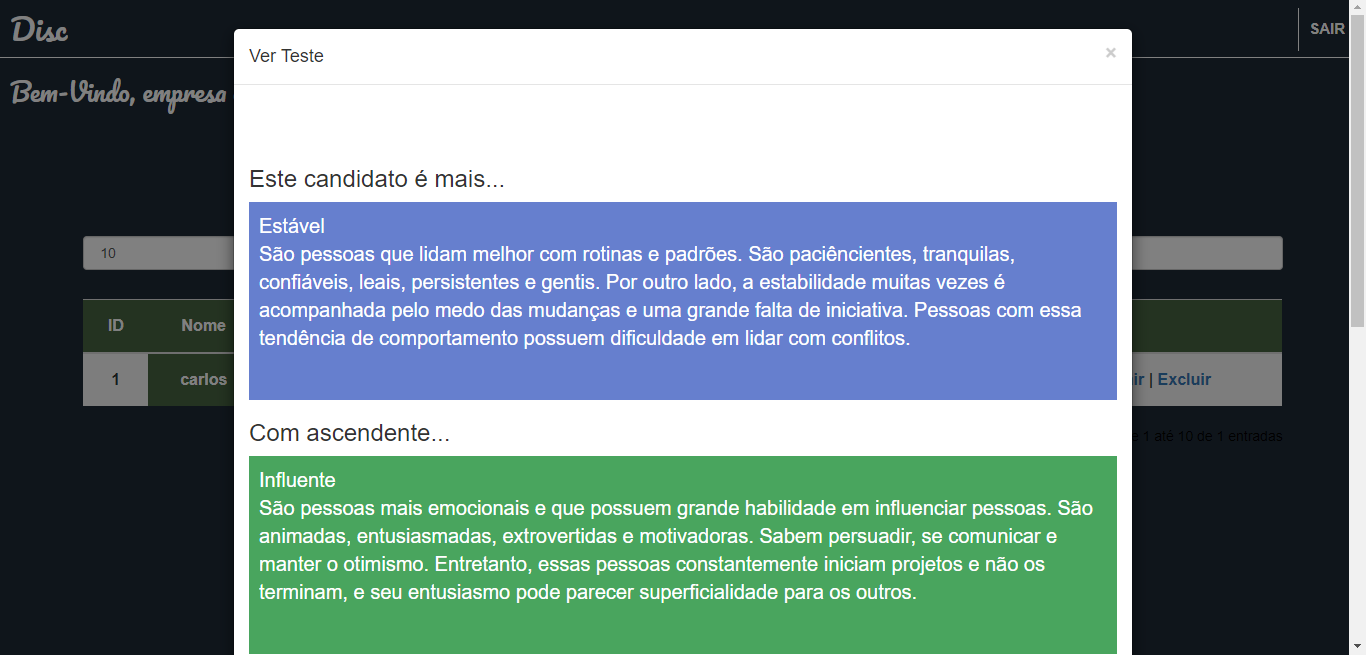 Disc
SAIR
Bem-Vindo, empresa
Ver Teste
×
Este candidato é mais...
Estável
São pessoas que lidam melhor com rotinas e padrões. São paciêncientes, tranquilas,
confiáveis, leais, persistentes e gentis. Por outro lado, a estabilidade muitas vezes é
acompanhada pelo medo das mudanças e uma grande falta de iniciativa. Pessoas com essa
tendência de comportamento possuem dificuldade em lidar com conflitos.
10
ID Nome
1 carlos ir | Excluir
Com ascendente...
e 1 até 10 de 1 entradas
Influente
São pessoas mais emocionais e que possuem grande habilidade em influenciar pessoas. São
animadas, entusiasmadas, extrovertidas e motivadoras. Sabem persuadir, se comunicar e
manter o otimismo. Entretanto, essas pessoas constantemente iniciam projetos e não os
terminam, e seu entusiasmo pode parecer superficialidade para os outros.